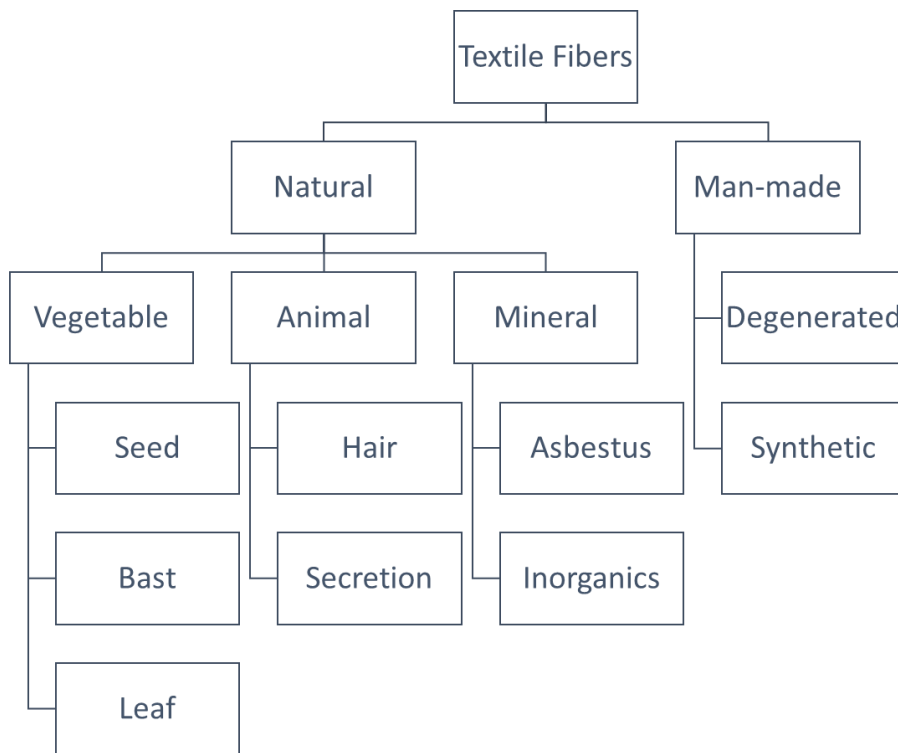 Textile Fibers
Natural
Man-made
Vegetable
Animal
Mineral
Degenerated
Seed
Hair
Asbestus
Synthetic
Bast
Secretion
Inorganics
Leaf